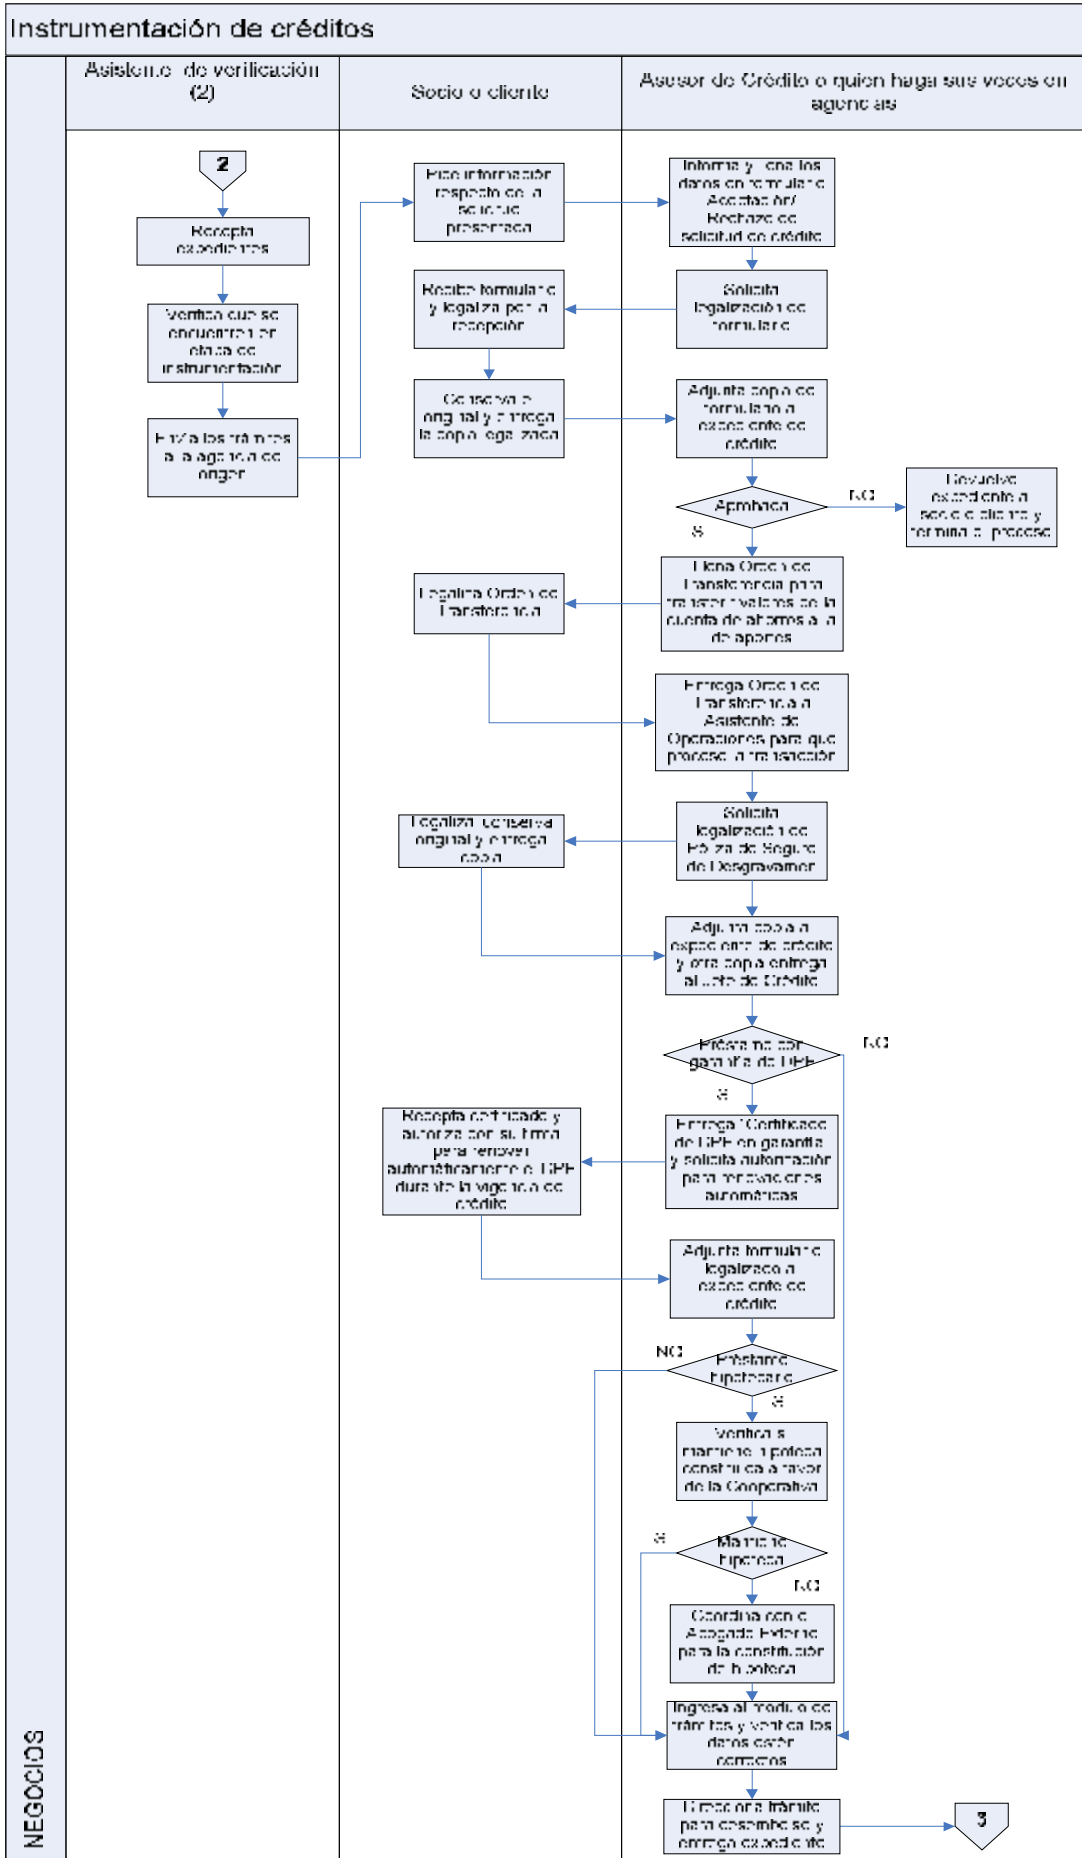 Instrumentación de créditos
Asistente de verificación
(2)
Socio o cliente
Asesor de Crédito o quien haga sus veces en
agencias
NEGOCIOS
2
Recepta
expedientes
Verifica que se
encuentren en
etapa de
instrumentación
Envía los trámites
a la agencia de
origen
Pide información
respecto de la
solicitud
presentada
Informa y llena los
datos en formulario
Aceptación/
Rechazo de
solicitud de crédito
Solicita
legalización de
formulario
Recibe formulario
y legaliza por la
recepción
Conserva el
original y entrega
la copia legalizada
Adjunta copia de
formulario a
expediente de
crédito
Aprobada
NO
SI
Devuelve
expediente a
socio o cliente y
termina el proceso
Llena Orden de
Transferencia para
transferir valores de la
cuenta de ahorros a la
de aportes
Legaliza Orden de
Transferencia
Entrega Orden de
Transferencia a
Asistente de
Operaciones para que
procese la transacción
Solicita
legalización de
Póliza de Seguro
de Desgravamen
Legaliza, conserva
original y entrega
copia
Adjunta copia a
expediente de crédito
y otra copia entrega
al Jefe de Crédito
Préstamo con
garantía de DPF
NO
SI
Entrega "Certificado
de DPF en garantía"
y solicita autorización
para renovaciones
automáticas
Recepta certificado y
autoriza con su firma
para renovar
automáticamente el DPF
durante la vigencia de
crédito
Adjunta formulario
legalizado a
expediente de
crédito
Préstamo
hipotecario
NO
SI
Verifica si
mantiene hipoteca
constituida a favor
de la Cooperativa
Mantiene
hipoteca
SI
NO
Coordina con el
Abogado Externo
para la constitución
de hipoteca
Ingresa al módulo de
trámites y verifica los
datos estén
correctos
Direcciona trámite
para desembolso y
entrega expediente
3